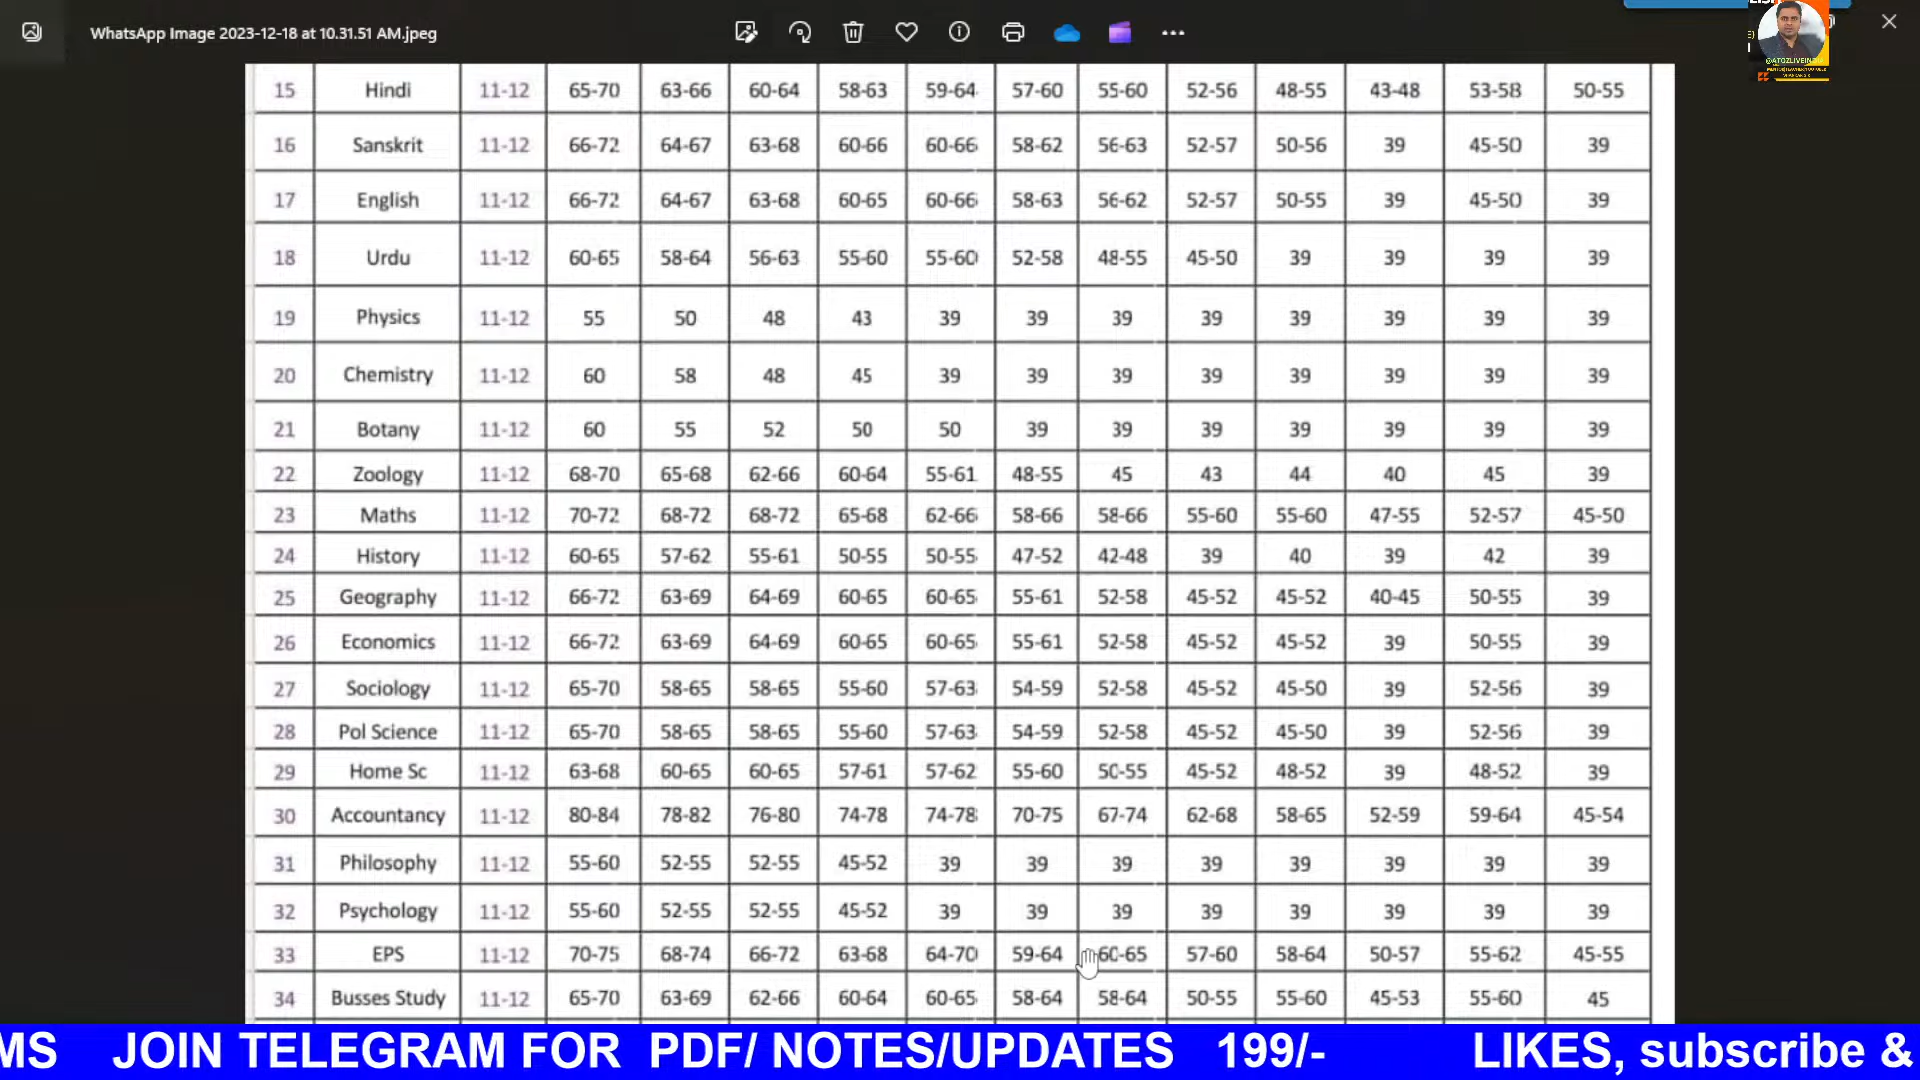 WhatsApp Image 2023-12-18 at 10.31.51 AM.jpeg
@ATOZLIVEINDIA
15 Hindi 11-12 65-70 63-66 60-64 58-63 59-64 57-60 55-60 52-56 48-55 43-48 53-58 50-55
16 Sanskrit 11-12 66-72 64-67 63-68 60-66 60-66 58-62 56-63 52-57 50-56 39 45-50 39
17 English 11-12 66-72 64-67 63-68 60-65 60-66 58-63 56-62 52-57 50-55 39 45-50 39
18 Urdu 11-12 60-65 58-64 56-63 55-60 55-60 52-58 48-55 45-50 39 39 39 39
19 Physics 11-12 55 50 48 43 39 39 39 39 39 39 39 39
20 Chemistry 11-12 60 58 48 45 39 39 39 39 39 39 39 39
21 Botany 11-12 60 55 52 50 50 39 39 39 39 39 39 39
22 Zoology 11-12 68-70 65-68 62-66 60-64 55-61 48-55 45 43 44 40 45 39
23 Maths 11-12 70-72 68-72 68-72 65-68 62-66 58-66 58-66 55-60 55-60 47-55 52-57 45-50
24 History 11-12 60-65 57-62 55-61 50-55 50-55 47-52 42-48 39 40 39 42 39
25 Geography 11-12 66-72 63-69 64-69 60-65 60-65 55-61 52-58 45-52 45-52 40-45 50-55 39
26 Economics 11-12 66-72 63-69 64-69 60-65 60-65 55-61 52-58 45-52 45-52 39 50-55 39
27 Sociology 11-12 65-70 58-65 58-65 55-60 57-63 54-59 52-58 45-52 45-50 39 52-56 39
28 Pol Science 11-12 65-70 58-65 58-65 55-60 57-63 54-59 52-58 45-52 45-50 39 52-56 39
29 Home Sc 11-12 63-68 60-65 60-65 57-61 57-62 55-60 50-55 45-52 48-52 39 48-52 39
30 Accountancy 11-12 80-84 78-82 76-80 74-78 74-78 70-75 67-74 62-68 58-65 52-59 59-64 45-54
31 Philosophy 11-12 55-60 52-55 52-55 45-52 39 39 39 39 39 39 39 39
32 Psychology 11-12 55-60 52-55 52-55 45-52 39 39 39 39 39 39 39 39
33 EPS 11-12 70-75 68-74 66-72 63-68 64-70 59-64 60-65 57-60 58-64 50-57 55-62 45-55
34 Busses Study 11-12 65-70 63-69 62-66 60-64 60-65 58-64 58-64 50-55 55-60 45-53 55-60 45
MS JOIN TELEGRAM FOR PDF/ NOTES/UPDATES 199/- LIKES, subscribe &